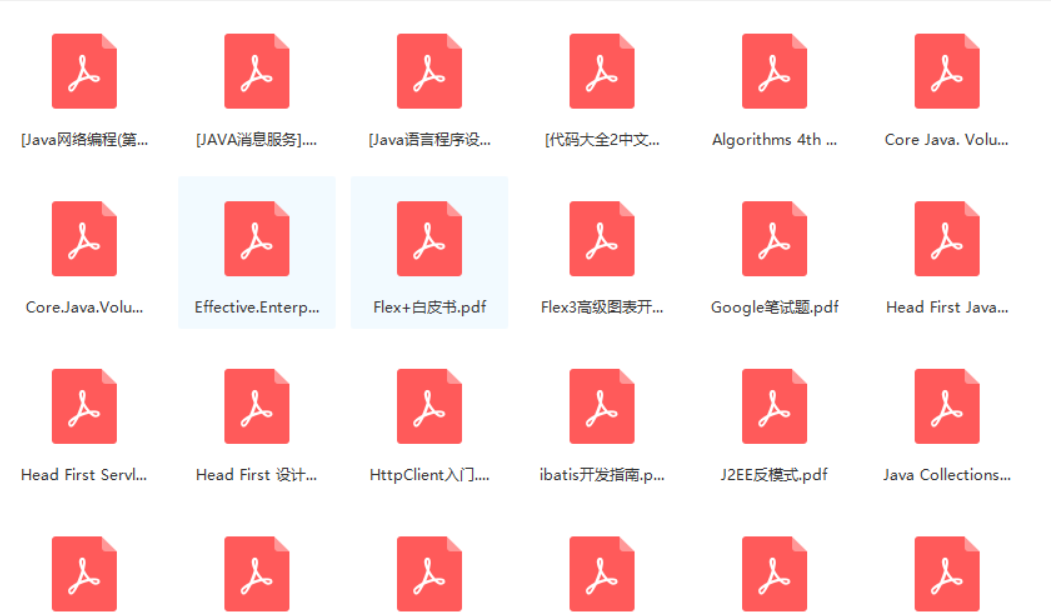 [Java网络编程(第...
[JAVA消息服务]....
[Java语言程序设...
[代码大全2中文...
Algorithms 4th ...
Core Java. Volu...
Core.Java.Volu...
Effective.Enterp...
Flex+白皮书.pdf
Flex3高级图表开...
Google笔试题.pdf
Head First Java...
Head First Servl...
Head First 设计...
HttpClient入门....
ibatis开发指南.p...
J2EE反模式.pdf
Java Collections...